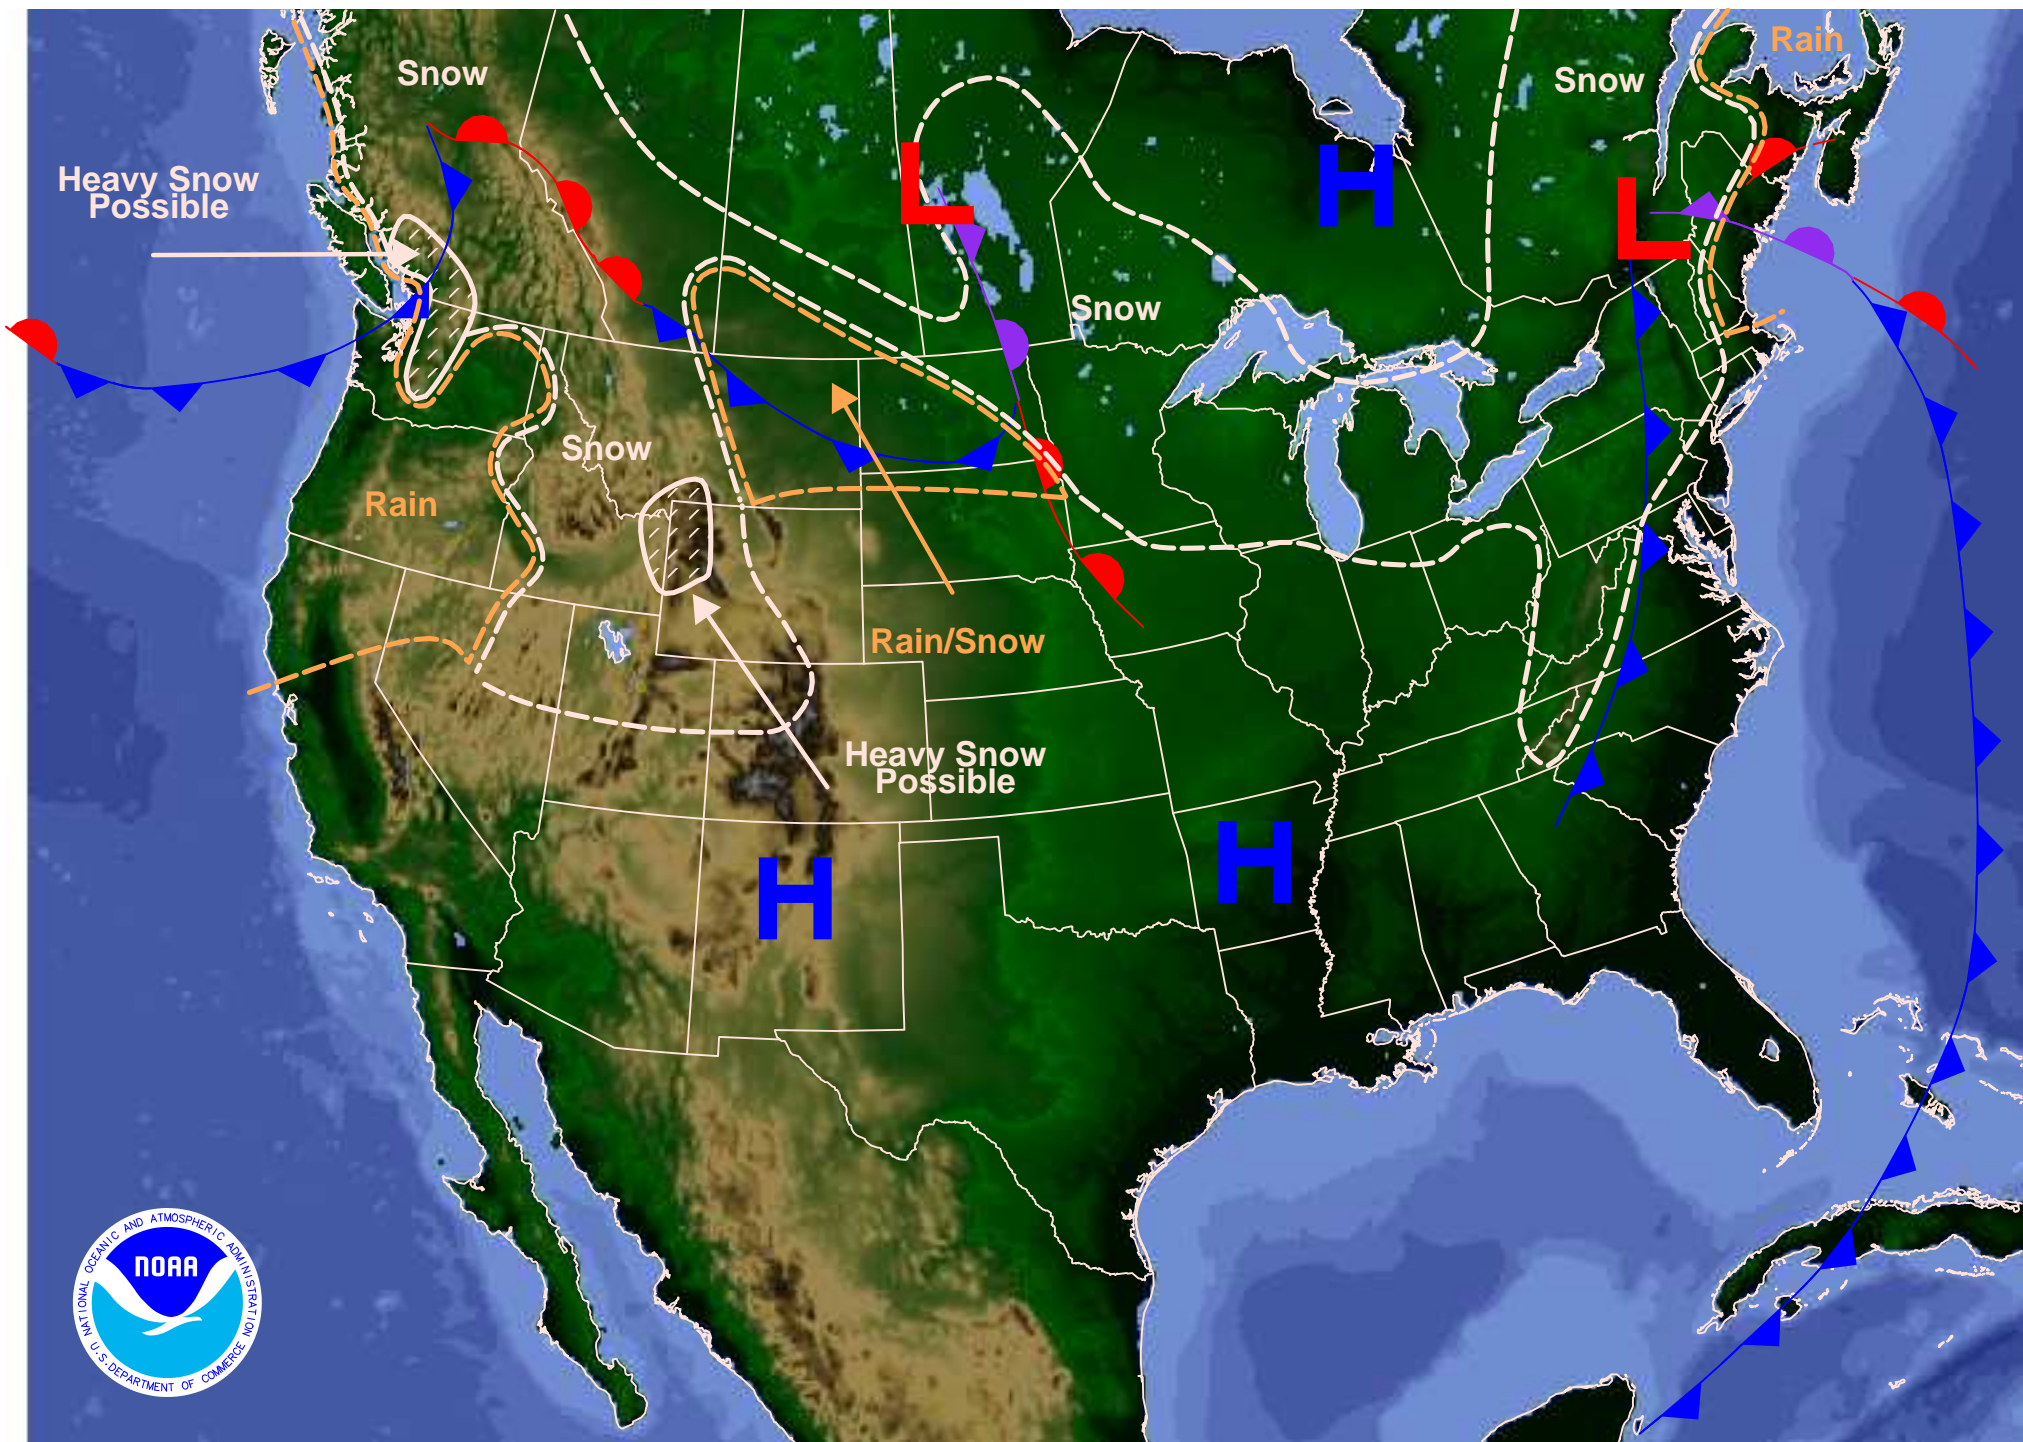 Rain
Snow
Snow
Heavy Snow
Possible
L
H
L
Snow
Snow
Rain
Rain/Snow
Heavy Snow
Possible
H
H
NATIONAL OCEANIC AND ATMOSPHERIC ADMINISTRATION
NOAA
U.S. DEPARTMENT OF COMMERCE